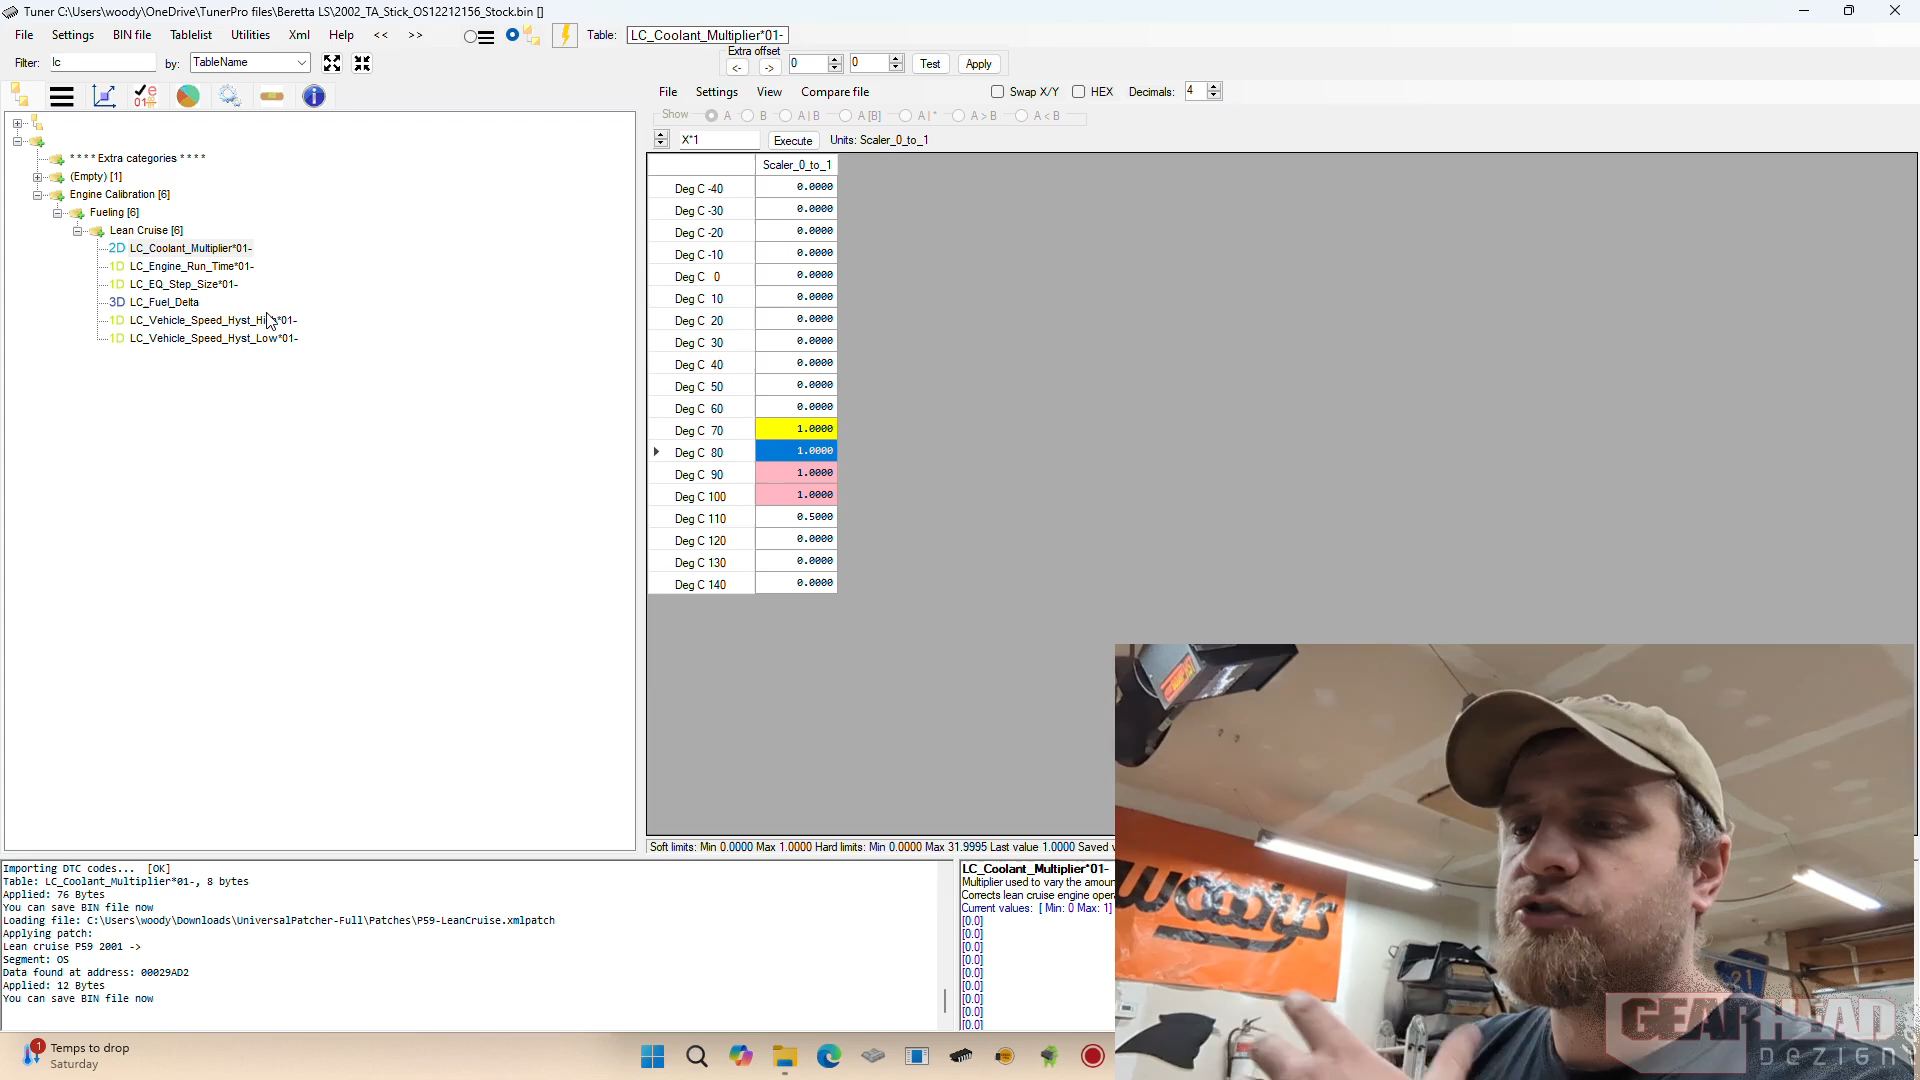 Tuner C:\Users\woody\OneDrive\TunerPro files\Beretta LS\2002_TA_Stick_OS12212156_Stock.bin []
File Settings BIN file Tablelist Utilities Xml Help << >> Table: LC_Coolant_Multiplier*01-
Filter: lc by: TableName Extra offset <- -> 0 0 Test Apply
File Settings View Compare file Swap X/Y HEX Decimals: 4
Show A B A | B A [B] A | * A > B A < B
X*1 Execute Units: Scaler_0_to_1
* * * * Extra categories * * * *
(Empty) [1]
Engine Calibration [6]
Fueling [6]
Lean Cruise [6]
2D LC_Coolant_Multiplier*01-
1D LC_Engine_Run_Time*01-
1D LC_EQ_Step_Size*01-
3D LC_Fuel_Delta
1D LC_Vehicle_Speed_Hyst_High*01-
1D LC_Vehicle_Speed_Hyst_Low*01-
Scaler_0_to_1
Deg C -40 0.0000
Deg C -30 0.0000
Deg C -20 0.0000
Deg C -10 0.0000
Deg C 0 0.0000
Deg C 10 0.0000
Deg C 20 0.0000
Deg C 30 0.0000
Deg C 40 0.0000
Deg C 50 0.0000
Deg C 60 0.0000
Deg C 70 1.0000
Deg C 80 1.0000
Deg C 90 1.0000
Deg C 100 1.0000
Deg C 110 0.5000
Deg C 120 0.0000
Deg C 130 0.0000
Deg C 140 0.0000
Soft limits: Min 0.0000 Max 1.0000 Hard limits: Min 0.0000 Max 31.9995 Last value 1.0000 Saved
Importing DTC codes... [OK]
Table: LC_Coolant_Multiplier*01-, 8 bytes
Applied: 76 Bytes
You can save BIN file now
Loading file: C:\Users\woody\Downloads\UniversalPatcher-Full\Patches\P59-LeanCruise.xmlpatch
Applying patch:
Lean cruise P59 2001 ->
Segment: OS
Data found at address: 00029AD2
Applied: 12 Bytes
You can save BIN file now
LC_Coolant_Multiplier*01-
Multiplier used to vary the
Corrects lean cruise engine
Current values: [ Min: 0 Max: 1]
[0.0]
[0.0]
[0.0]
[0.0]
[0.0]
[0.0]
[0.0]
[0.0]
[0.0]
woodys
21
GEARHEAD
DEZIGN
1 Temps to drop
Saturday